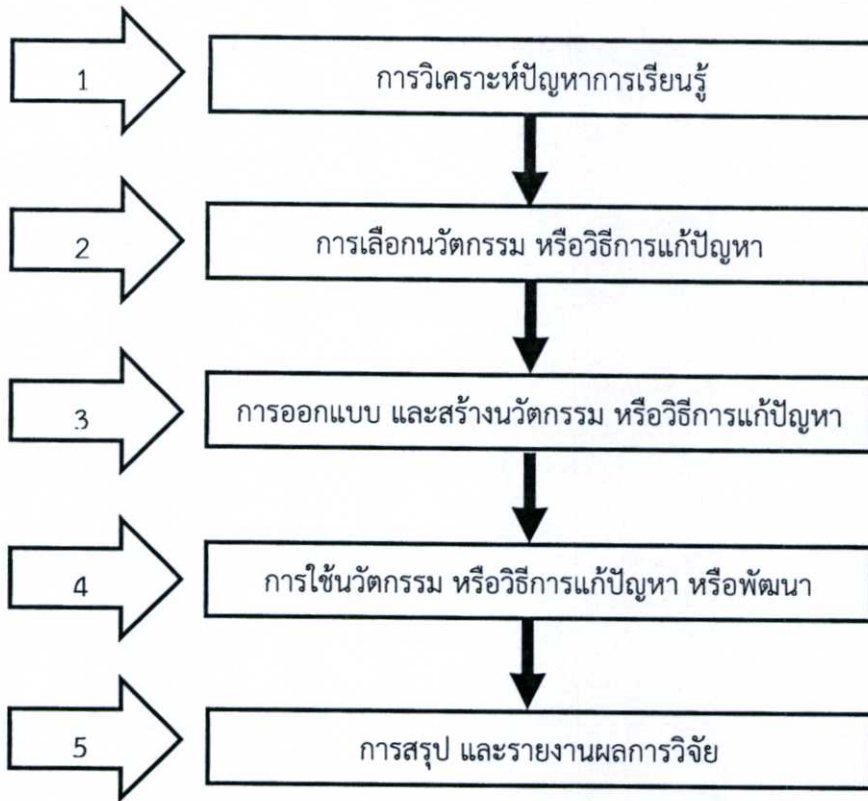 1
การวิเคราะห์ปัญหาการเรียนรู้
2
การเลือกนวัตกรรม หรือวิธีการแก้ปัญหา
3
การออกแบบ และสร้างนวัตกรรม หรือวิธีการแก้ปัญหา
4
การใช้นวัตกรรม หรือวิธีการแก้ปัญหา หรือพัฒนา
5
การสรุป และรายงานผลการวิจัย